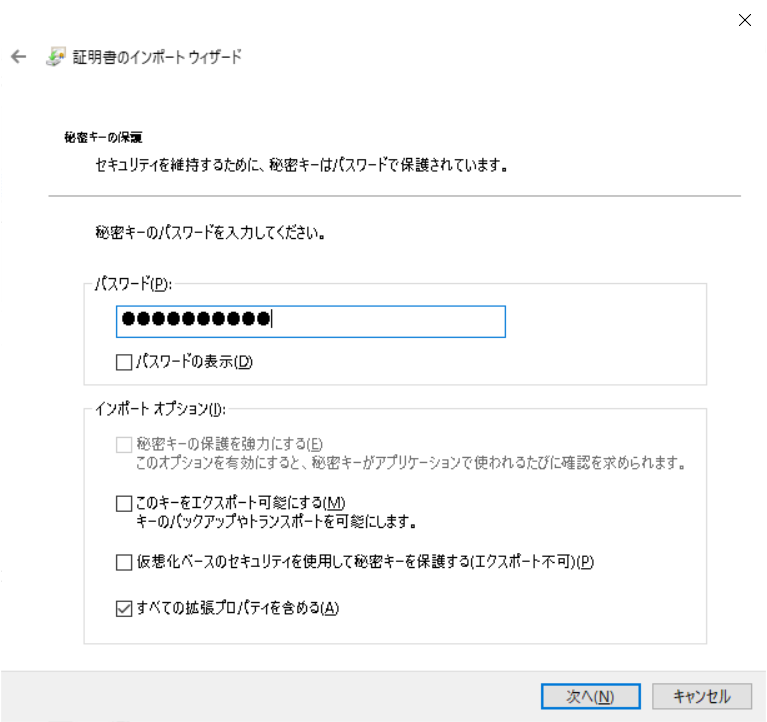 証明書のインポート ウィザード
秘密キーの保護
セキュリティを維持するために、秘密キーはパスワードで保護されています。
秘密キーのパスワードを入力してください。
パスワード(P):
●●●●●●●●●●
パスワードの表示(D)
インポート オプション(I):
秘密キーの保護を強力にする(E)
このオプションを有効にすると、秘密キーがアプリケーションで使われるたびに確認を求められます。
このキーをエクスポート可能にする(M)
キーのバックアップやトランスポートを可能にします。
仮想化ベースのセキュリティを使用して秘密キーを保護する(エクスポート不可)(P)
すべての拡張プロパティを含める(A)
次へ(N)
キャンセル